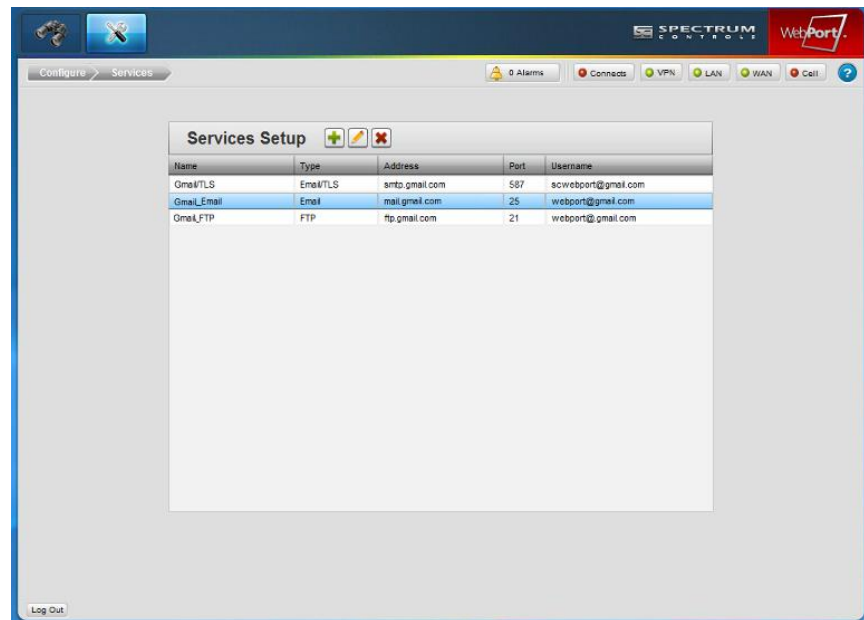 SPECTRUM
CONTROLS
WebPort.
Configure
Services
0 Alarms
Connects
VPN
LAN
WAN
Cell
?
Services Setup
Name Type Address Port Username
Gmail/TLS Email/TLS smtp.gmail.com 587 scwebport@gmail.com
Gmail_Email Email mail.gmail.com 25 webport@gmail.com
Gmail_FTP FTP ftp.gmail.com 21 webport@.gmail.com
Log Out